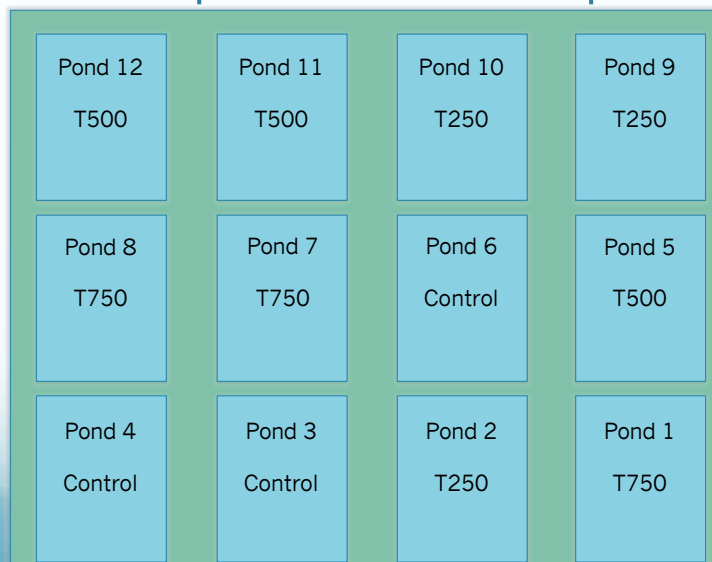 Pond 12
T500
Pond 11
T500
Pond 10
T250
Pond 9
T250
Pond 8
T750
Pond 7
T750
Pond 6
Control
Pond 5
T500
Pond 4
Control
Pond 3
Control
Pond 2
T250
Pond 1
T750